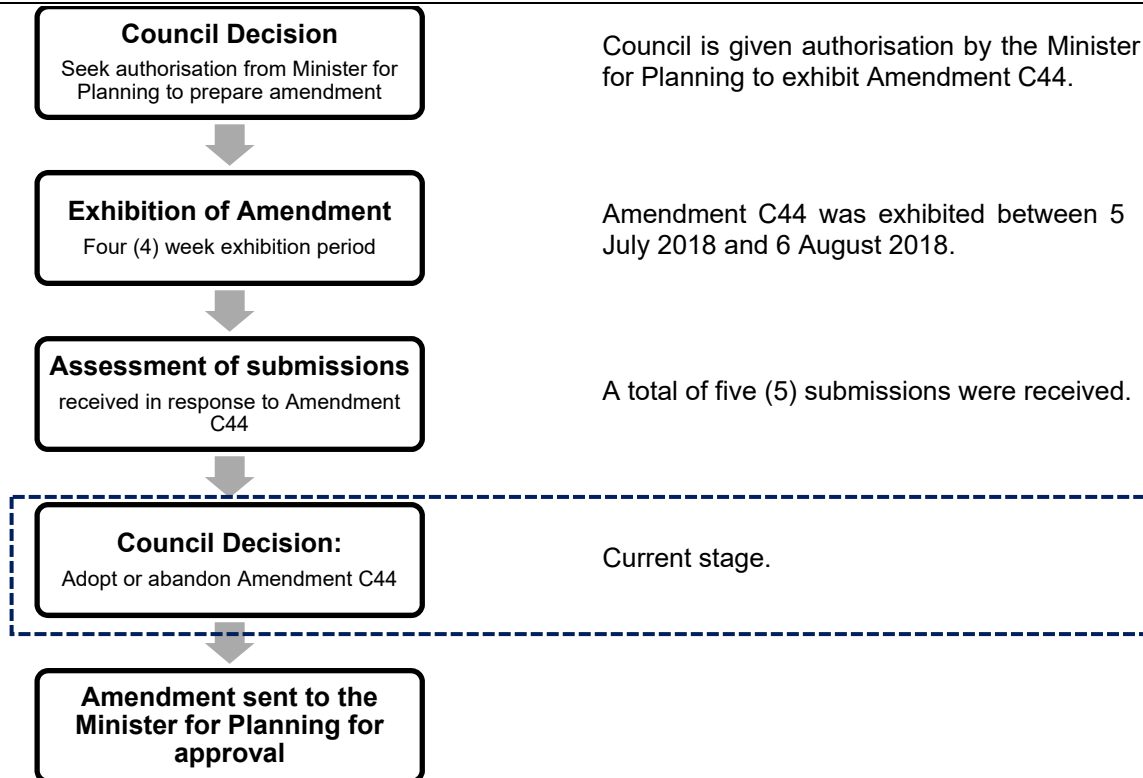 Council Decision
Seek authorisation from Minister for
Planning to prepare amendment
Council is given authorisation by the Minister
for Planning to exhibit Amendment C44.
Exhibition of Amendment
Four (4) week exhibition period
Amendment C44 was exhibited between 5
July 2018 and 6 August 2018.
Assessment of submissions
received in response to Amendment
C44
A total of five (5) submissions were received.
Council Decision:
Adopt or abandon Amendment C44
Current stage.
Amendment sent to the
Minister for Planning for
approval